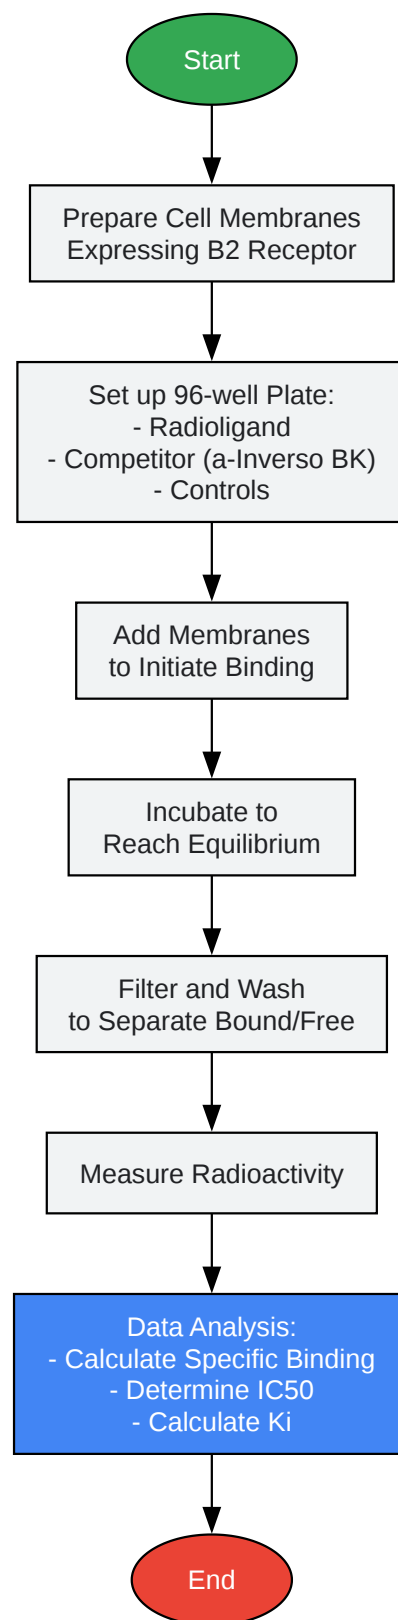 Start
Prepare Cell Membranes
Expressing B2 Receptor
Set up 96-well Plate:
- Radioligand
- Competitor (a-Inverso BK)
- Controls
Add Membranes
to Initiate Binding
Incubate to
Reach Equilibrium
Filter and Wash
to Separate Bound/Free
Measure Radioactivity
Data Analysis:
- Calculate Specific Binding
- Determine IC50
- Calculate Ki
End